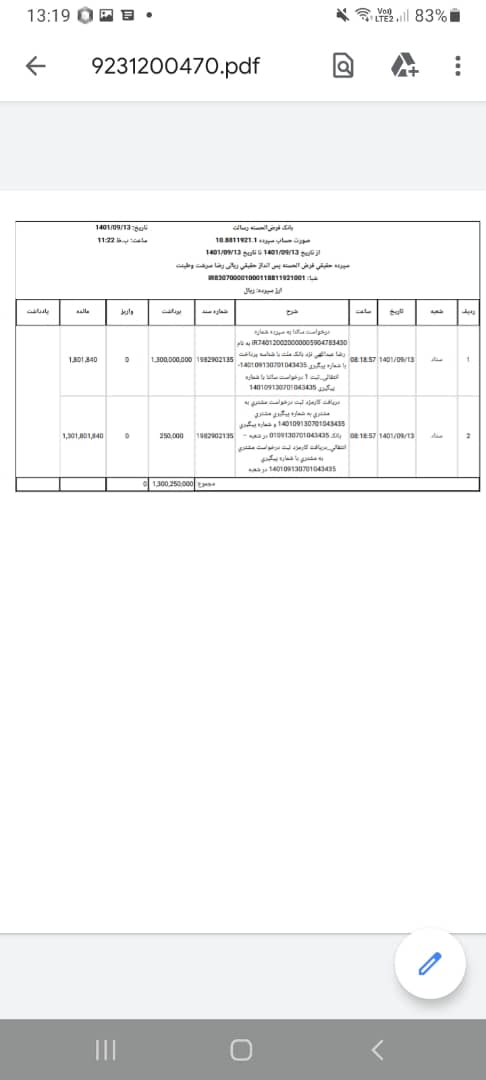 13:19
Vo)) LTE2 83%
9231200470.pdf
بانک قرض الحسنه رسالت
تاریخ: 1401/09/13
صورت حساب سپرده 10.8811921.1
ساعت: ب.ظ 11:22
از تاریخ 1401/09/13 تا تاریخ 1401/09/13
سپرده حقیقی قرض الحسنه پس انداز حقیقی ریالی رضا سرشت وطینت
شبا:
ارز سپرده: ریال
ردیف شعبه تاریخ ساعت شرح شماره سند برداشت واریز مانده یادداشت
1 ستاد 1401/09/13 08:18:57 1982902135 1,300,000,000 0 1,801,840
درخواست ساتنا به سپرده شماره
به نام
نزد بانک ملت با شناسه پرداخت
با شماره پیگیری 140109130701043435-
انتقالی_ثبت 1 درخواست ساتنا با شماره
پیگیری 140109130701043435
2 ستاد 1401/09/13 08:18:57 1982902135 250,000 0 1,301,801,840
دریافت کارمزد ثبت درخواست مشتری به
مشتری به شماره پیگیری مشتری
140109130701043435 و شماره پیگیری
بانک 0109130701043435 در شعبه -
انتقالی_دریافت کارمزد ثبت درخواست مشتری
به مشتری با شماره پیگیری
140109130701043435 در شعبه
مجموع 1,300,250,000 0